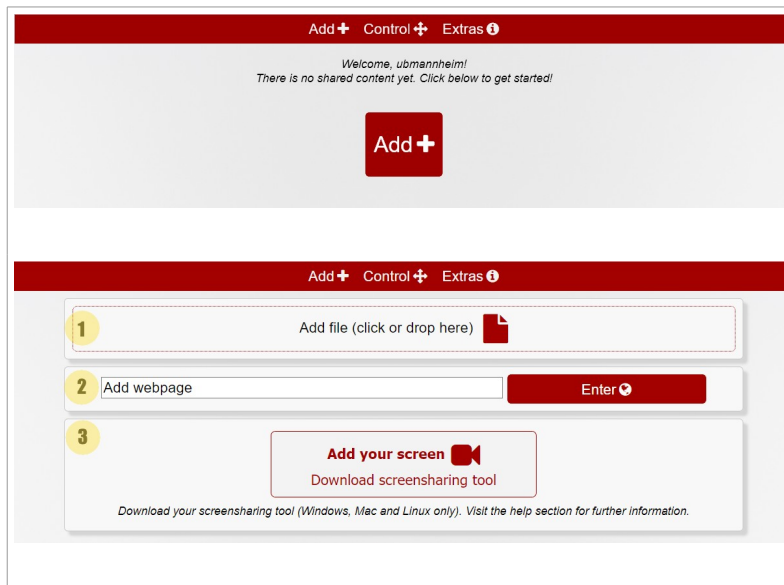 Add Control Extras
Welcome, ubmannheim!
There is no shared content yet. Click below to get started!
Add
Add Control Extras
1 Add file (click or drop here)
2 Add webpage Enter
3
Add your screen
Download screensharing tool
Download your screensharing tool (Windows, Mac and Linux only). Visit the help section for further information.